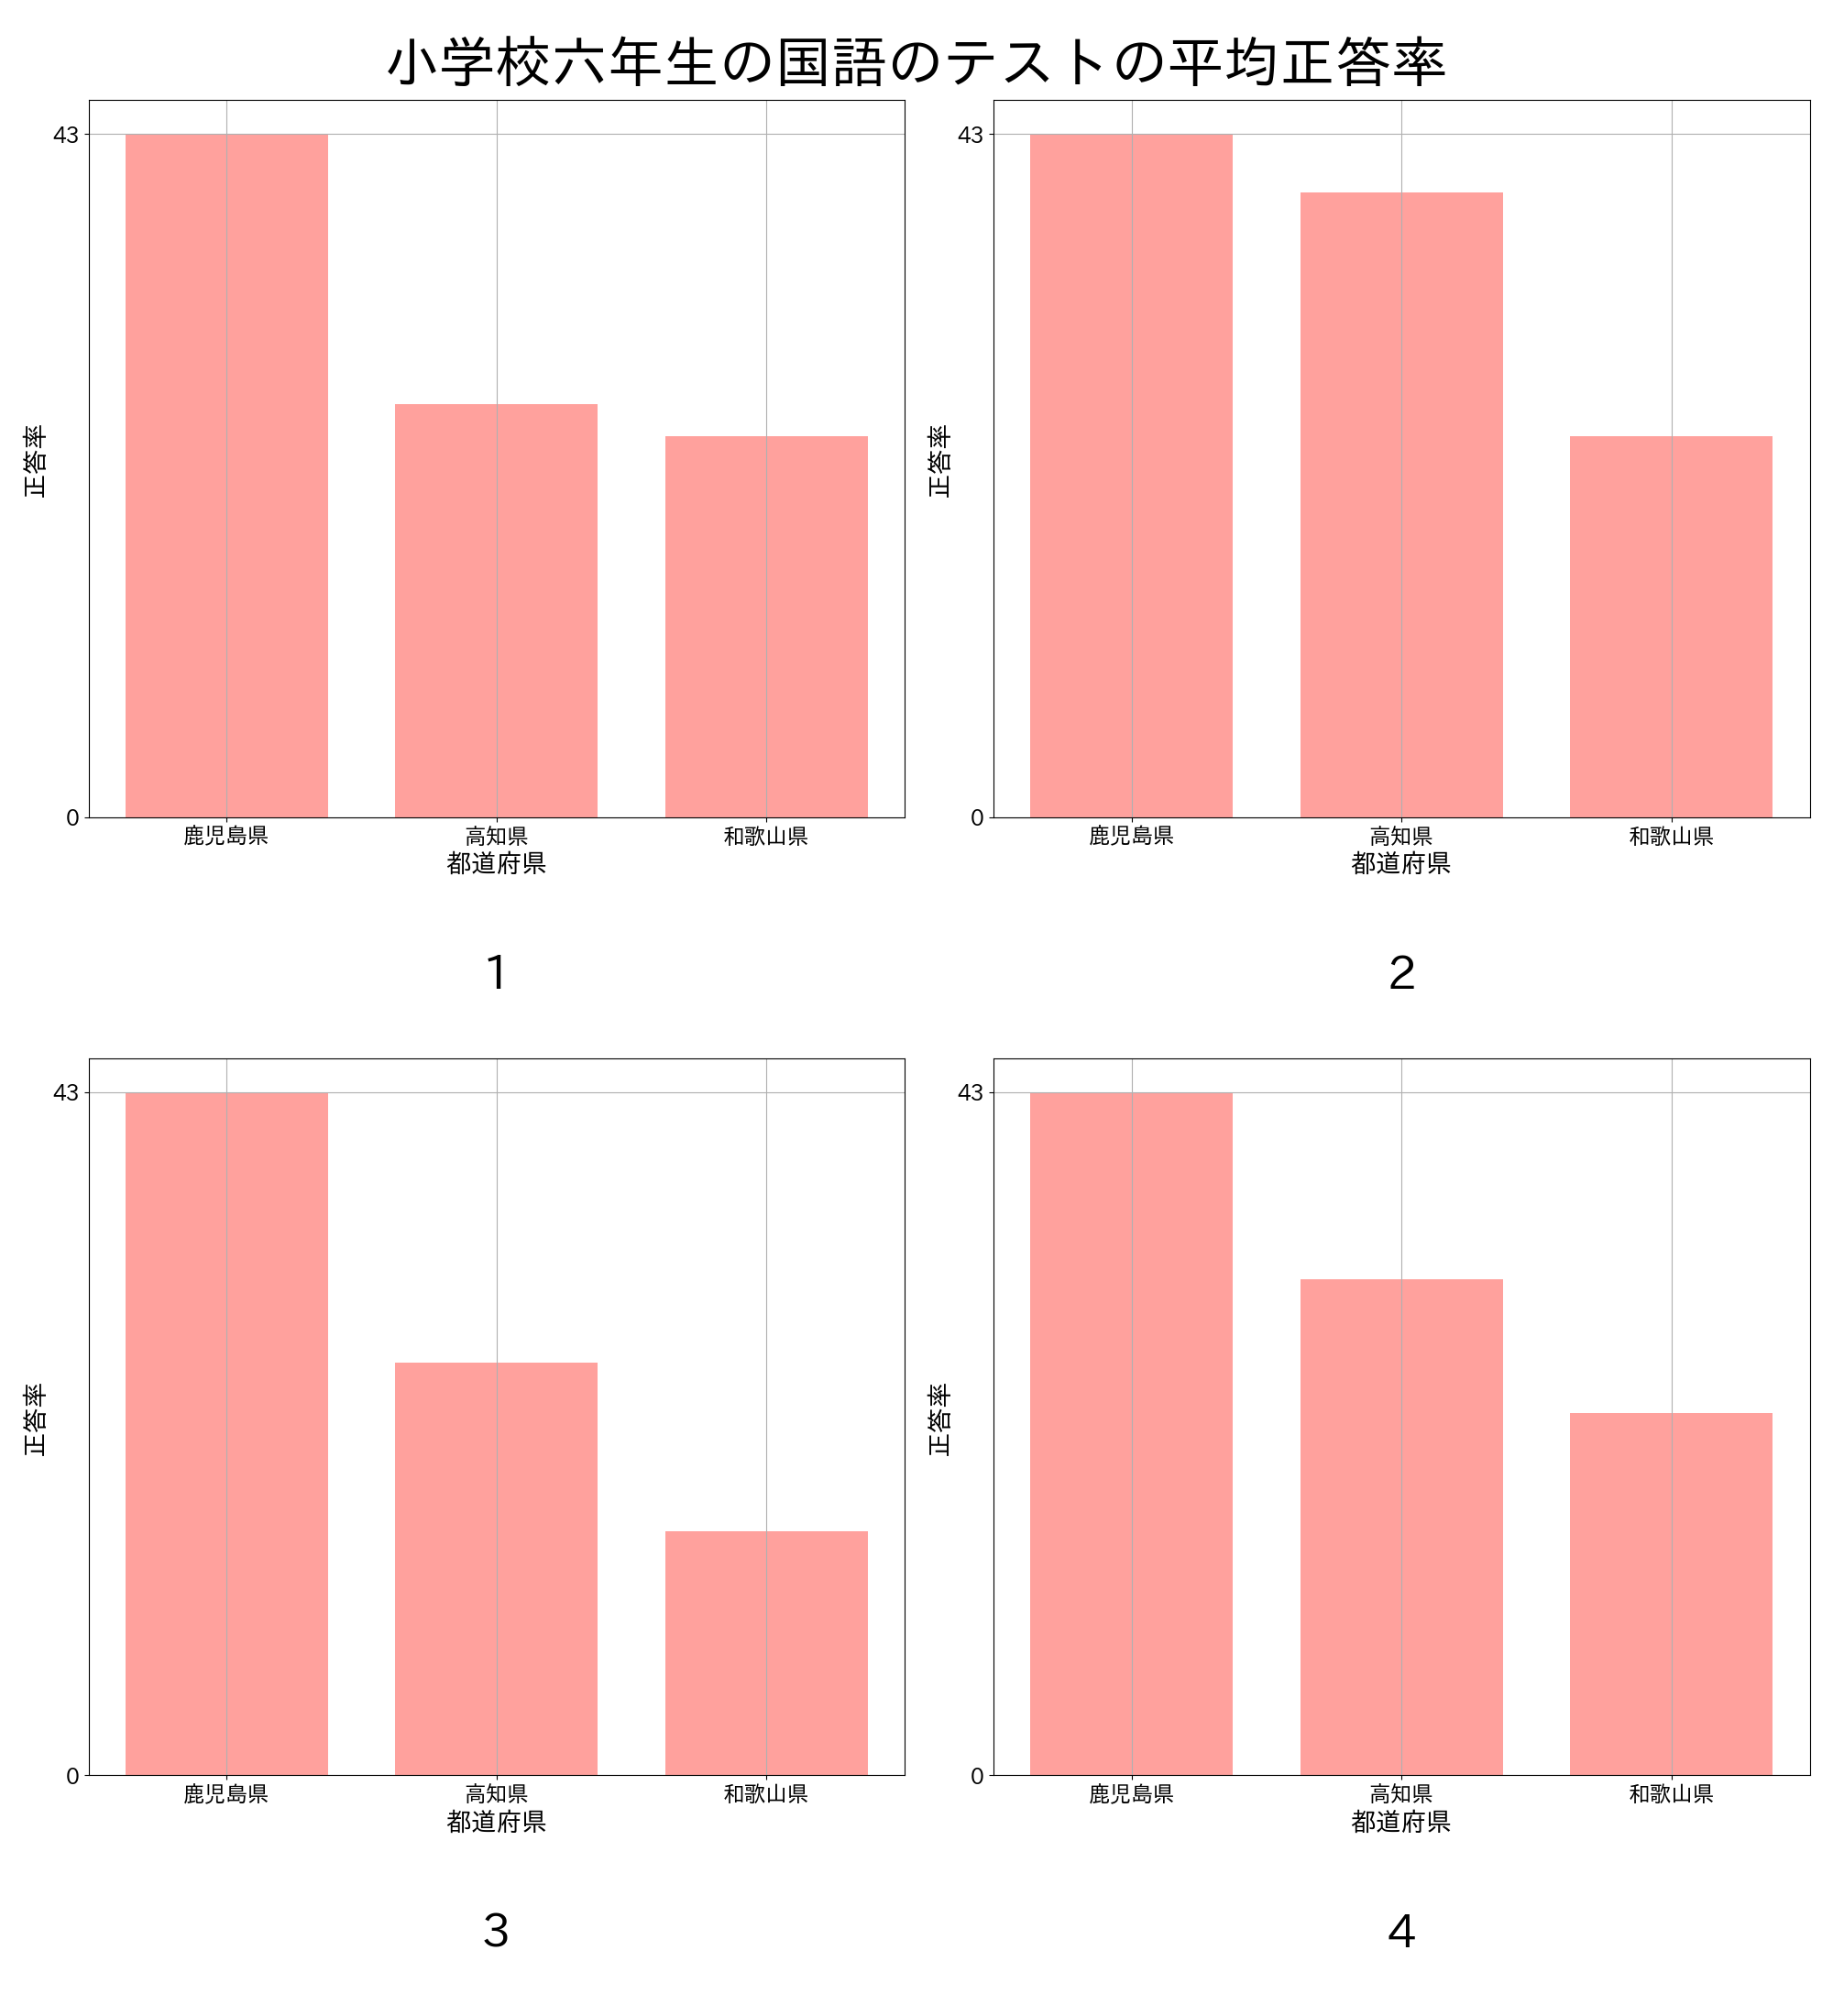 小学校六年生の国語のテストの平均正答率
43
正答率
0
鹿児島県 高知県 和歌山県
都道府県
1
43
正答率
0
鹿児島県 高知県 和歌山県
都道府県
2
43
正答率
0
鹿児島県 高知県 和歌山県
都道府県
3
43
正答率
0
鹿児島県 高知県 和歌山県
都道府県
4